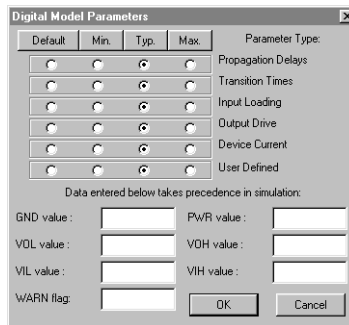 Digital Model Parameters
Default Min. Typ. Max. Parameter Type:
Propagation Delays
Transition Times
Input Loading
Output Drive
Device Current
User Defined
Data entered below takes precedence in simulation:
GND value : PWR value :
VOL value : VOH value :
VIL value : VIH value :
WARN flag: OK Cancel